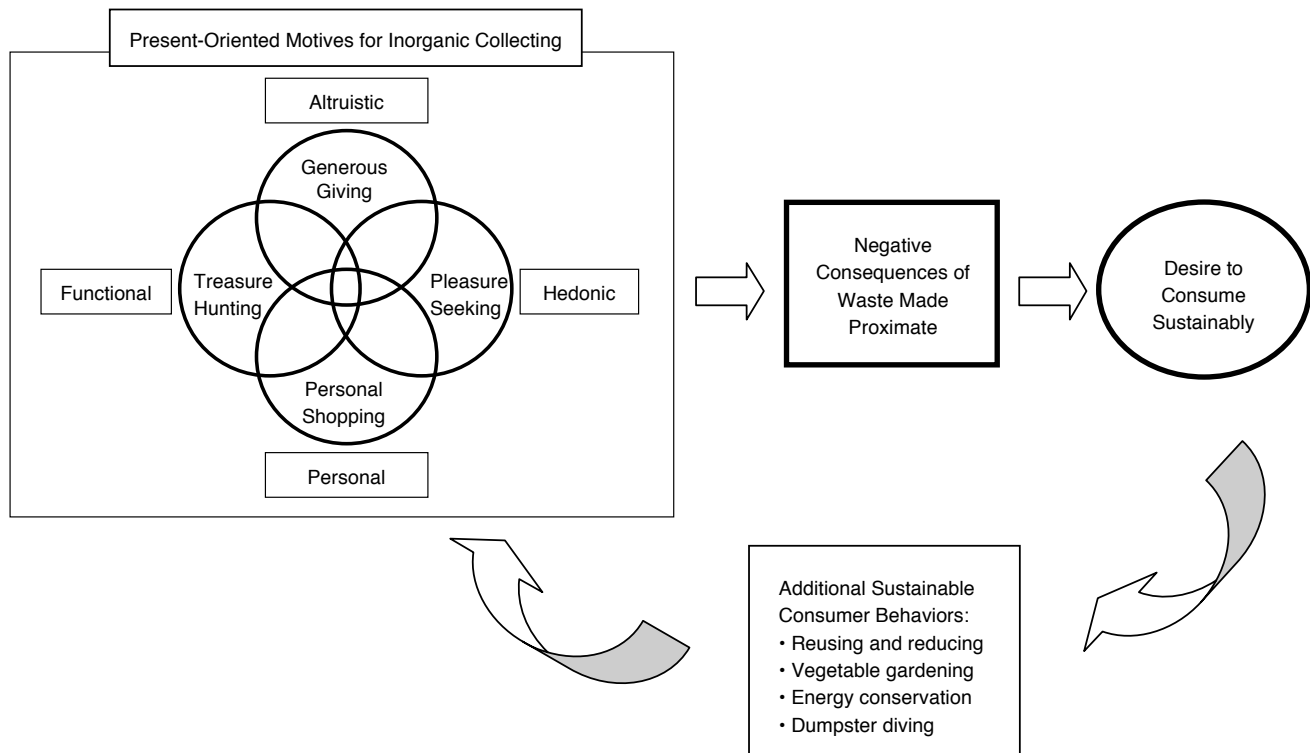 Present-Oriented Motives for Inorganic Collecting
Altruistic
Generous
Giving
Functional
Treasure
Hunting
Pleasure
Seeking
Hedonic
Personal
Shopping
Personal
Negative
Consequences of
Waste Made
Proximate
Desire to
Consume
Sustainably
Additional Sustainable
Consumer Behaviors:
• Reusing and reducing
• Vegetable gardening
• Energy conservation
• Dumpster diving